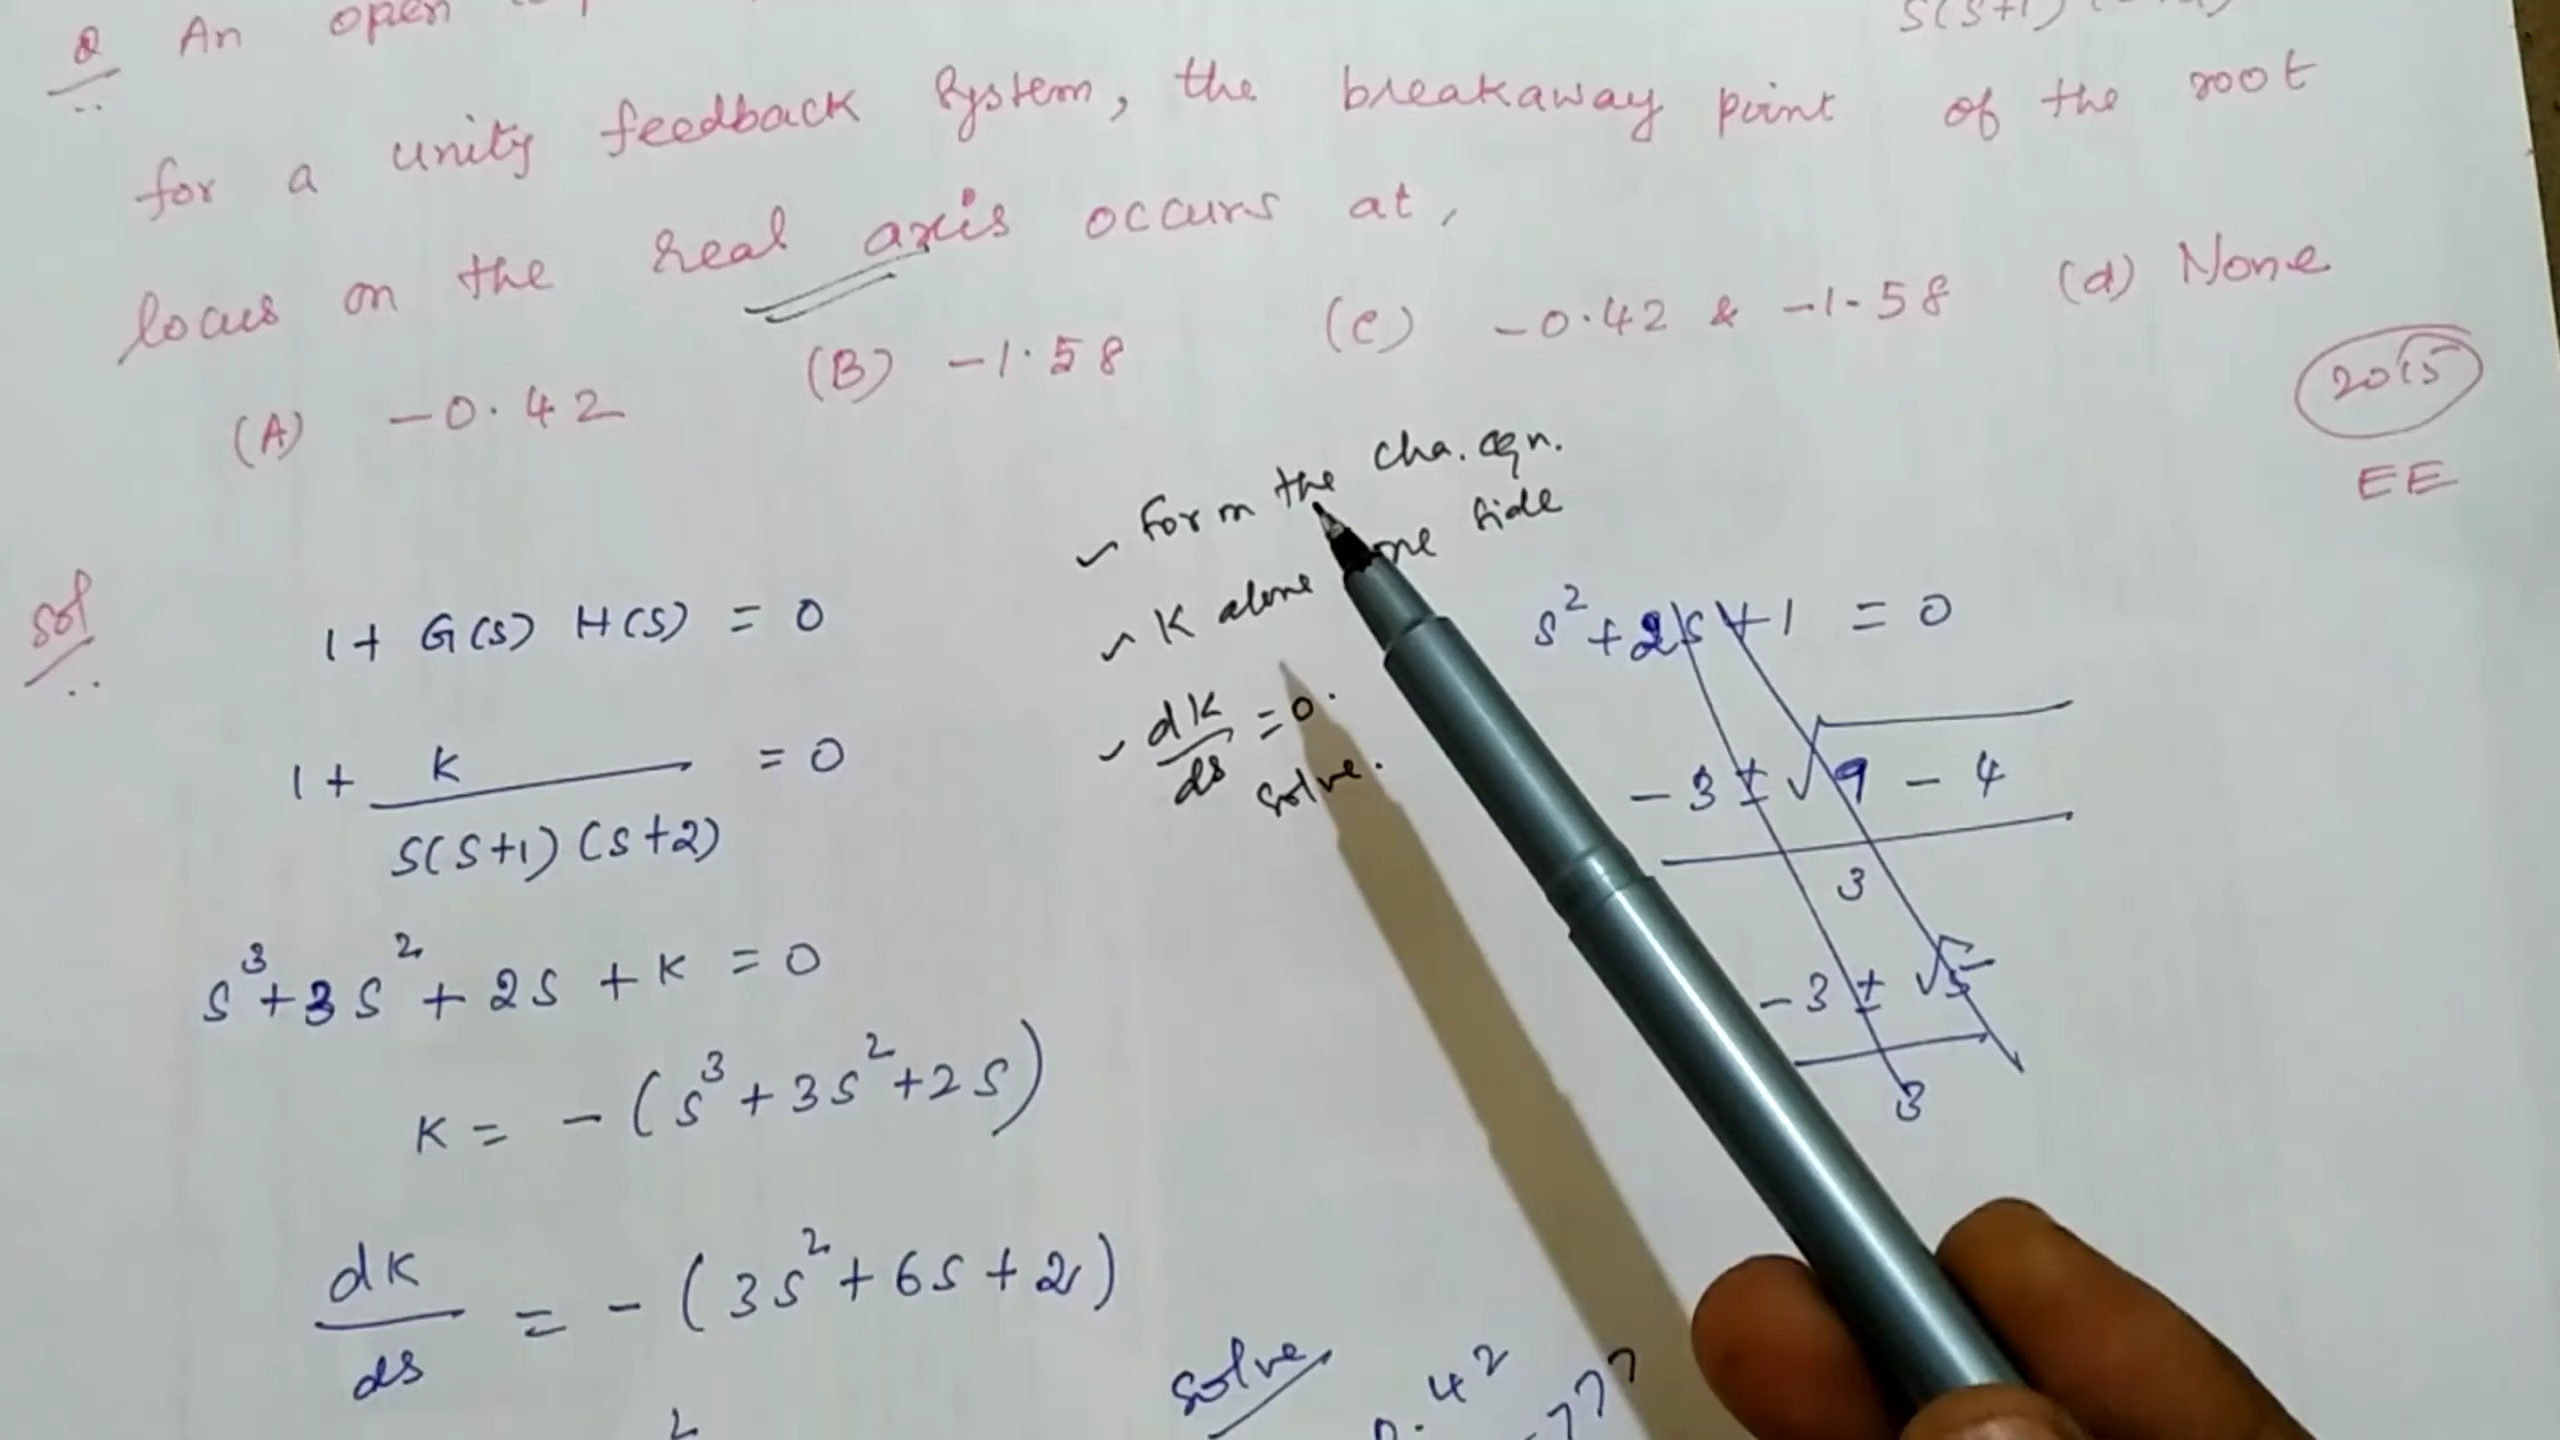 Q An open
S(S+1)
for a unity feedback System, the breakaway point of the root
locus on the real axis occurs at,
(A) -0.42 (B) -1.58 (C) -0.42 & -1.58 (d) None
2015
EE
Sol
1 + G(s) H(s) = 0
1 + K / S(S+1)(S+2) = 0
S³+3S²+2S+K = 0
K = -(S³+3S²+2S)
dK/ds = -(3S²+6S+2)
✓ Form the cha. eqn.
✓ K alone one side
✓ dK/ds = 0.
Solve.
S²+2S+1 = 0
-3 ± √9 - 4 / 3
-3 ± √5 / 3
Solve